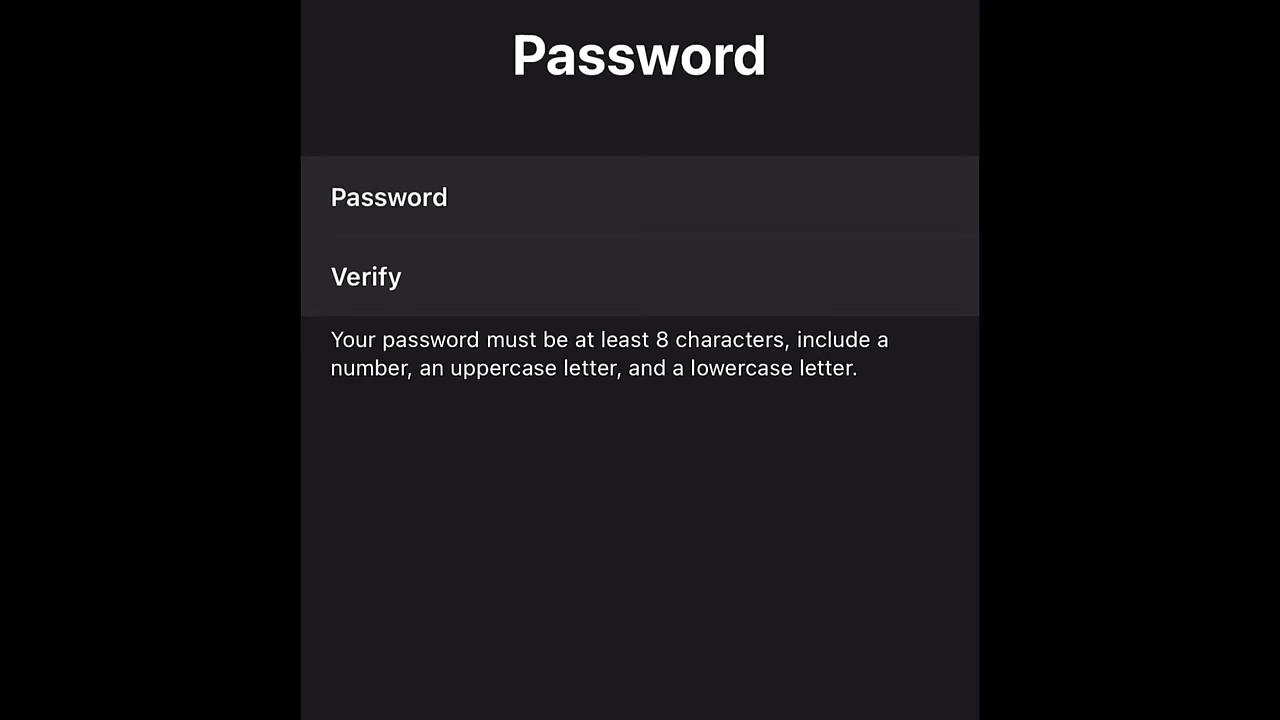 Password
Password
Verify
Your password must be at least 8 characters, include a
number, an uppercase letter, and a lowercase letter.